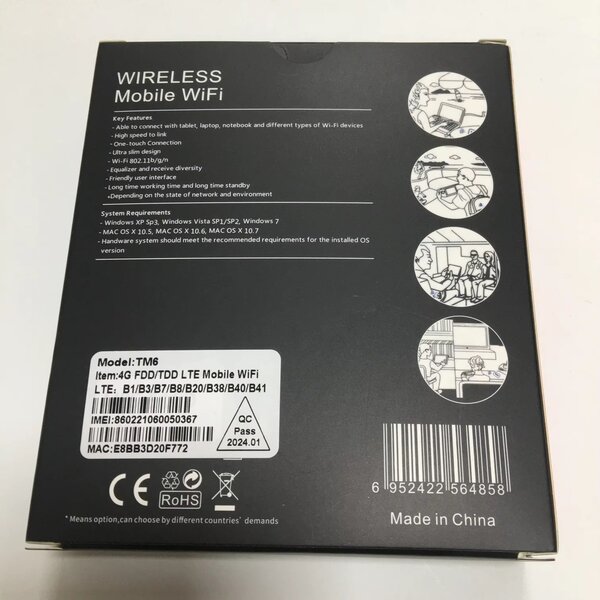 WIRELESS
Mobile WiFi
Key Features
- Able to connect with tablet, laptop, notebook and different types of Wi-Fi devices
- High speed to link
- One-touch Connection
- Ultra slim design
- Wi-Fi 802.11b/g/n
- Equalizer and receive diversity
- Friendly user interface
- Long time working time and long time standby
*Depending on the state of network and environment
System Requirements
- Windows XP Sp3, Windows Vista SP1/SP2, Windows 7
- MAC OS X 10.5, MAC OS X 10.6, MAC OS X 10.7
- Hardware system should meet the recommended requirements for the installed OS
version
Model:TM6
Item:4G FDD/TDD LTE Mobile WiFi
LTE: B1/B3/B7/B8/B20/B38/B40/B41
IMEI:860221060050367
MAC:E8BB3D20F772
QC
Pass
2024.01
CE
RoHS
* Means option,can choose by different countries' demands
6 952422 564858
Made in China